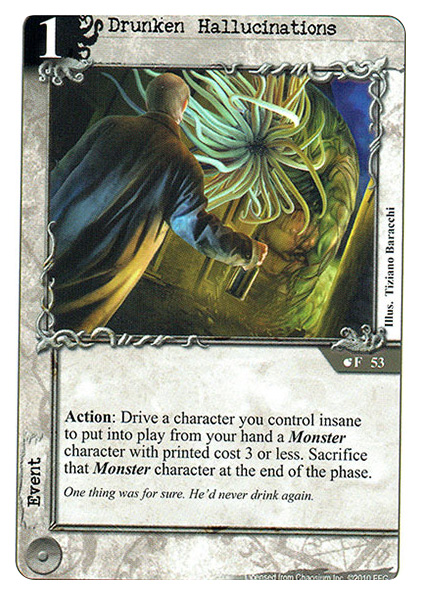 1
Drunken Hallucinations
Illus. Tiziano Baracchi
F 53
Action: Drive a character you control insane
to put into play from your hand a Monster
character with printed cost 3 or less. Sacrifice
that Monster character at the end of the phase.
One thing was for sure. He'd never drink again.
Event
Licensed from Chaosium Inc. ©2010 FFG